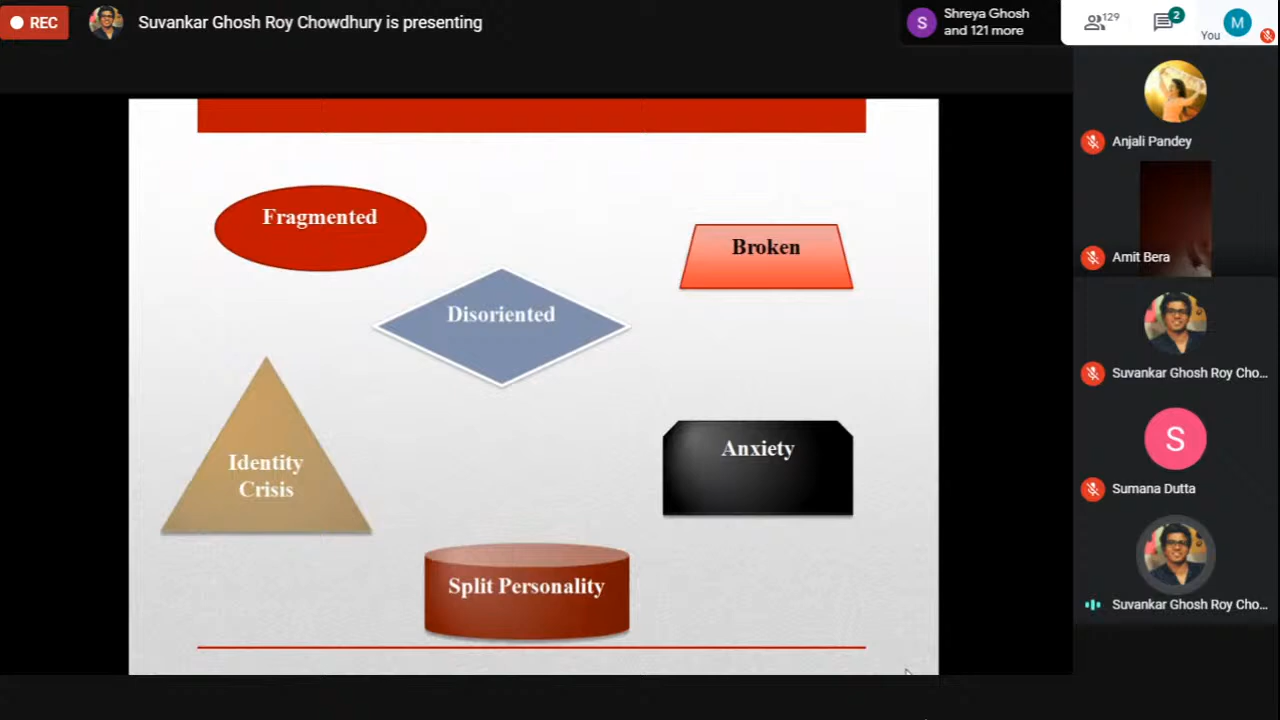 REC
Suvankar Ghosh Roy Chowdhury is presenting
S
Shreya Ghosh
and 121 more
129
2
You
M
Fragmented
Broken
Disoriented
Identity
Crisis
Anxiety
Split Personality
Anjali Pandey
Amit Bera
Suvankar Ghosh Roy Cho...
S
Sumana Dutta
Suvankar Ghosh Roy Cho...